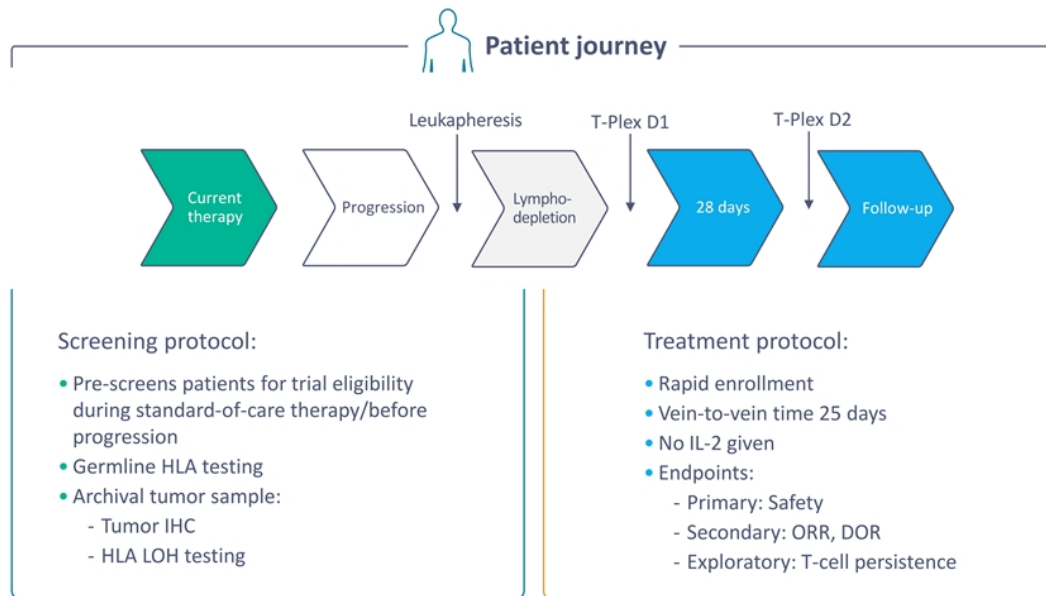 Patient journey
Leukapheresis
T-Plex D1
T-Plex D2
Current
therapy
Progression
Lympho-
depletion
28 days
Follow-up
Screening protocol:
• Pre-screens patients for trial eligibility
during standard-of-care therapy/before
progression
• Germline HLA testing
• Archival tumor sample:
- Tumor IHC
- HLA LOH testing
Treatment protocol:
• Rapid enrollment
• Vein-to-vein time 25 days
• No IL-2 given
• Endpoints:
- Primary: Safety
- Secondary: ORR, DOR
- Exploratory: T-cell persistence